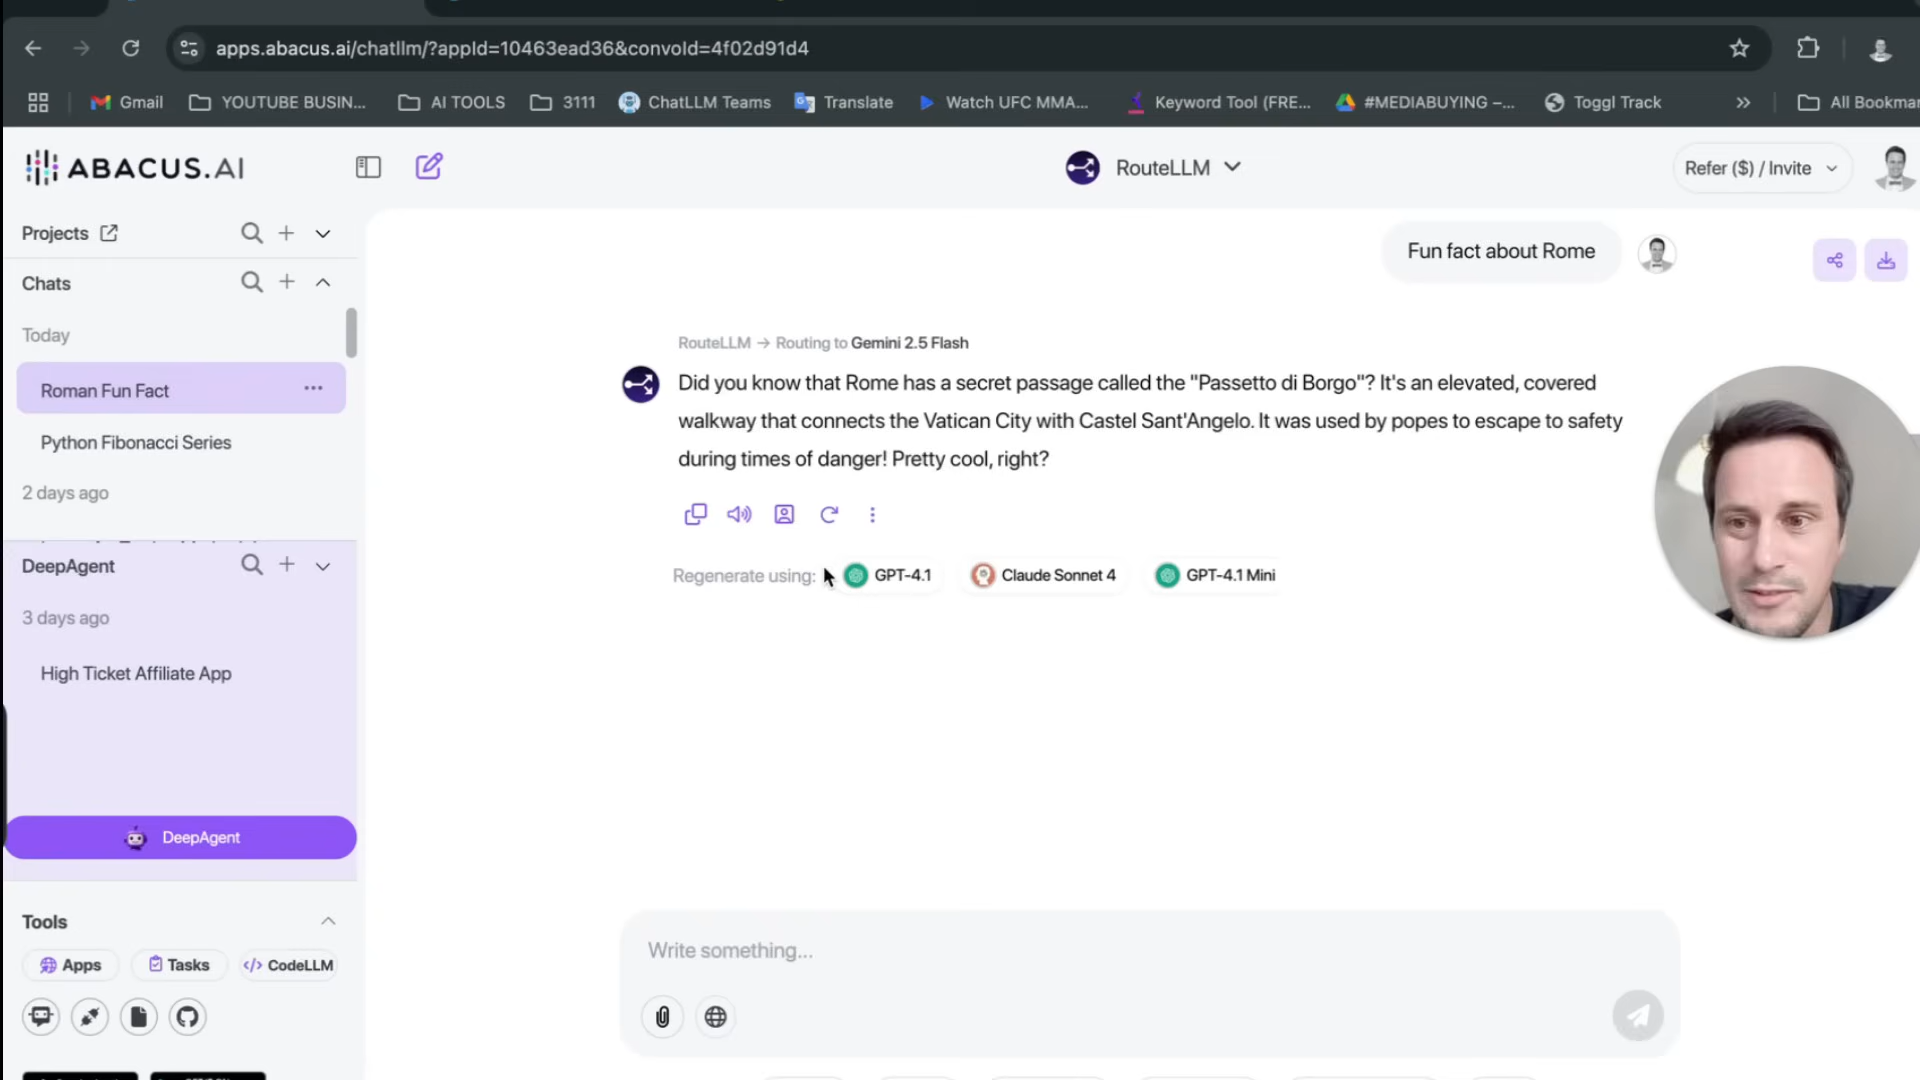 apps.abacus.ai/chatllm/?appId=10463ead36&convoId=4f02d91d4
Gmail
YOUTUBE BUSIN...
AI TOOLS
3111
ChatLLM Teams
Translate
Watch UFC MMA...
Keyword Tool (FRE...
#MEDIABUYING –...
Toggl Track
All Bookmar
ABACUS.AI
RouteLLM
Refer ($) / Invite
Projects
Chats
Today
Roman Fun Fact
Python Fibonacci Series
2 days ago
DeepAgent
3 days ago
High Ticket Affiliate App
DeepAgent
Tools
Apps
Tasks
</> CodeLLM
Fun fact about Rome
RouteLLM → Routing to Gemini 2.5 Flash
Did you know that Rome has a secret passage called the "Passetto di Borgo"? It's an elevated, covered
walkway that connects the Vatican City with Castel Sant'Angelo. It was used by popes to escape to safety
during times of danger! Pretty cool, right?
Regenerate using:
GPT-4.1
Claude Sonnet 4
GPT-4.1 Mini
Write something...